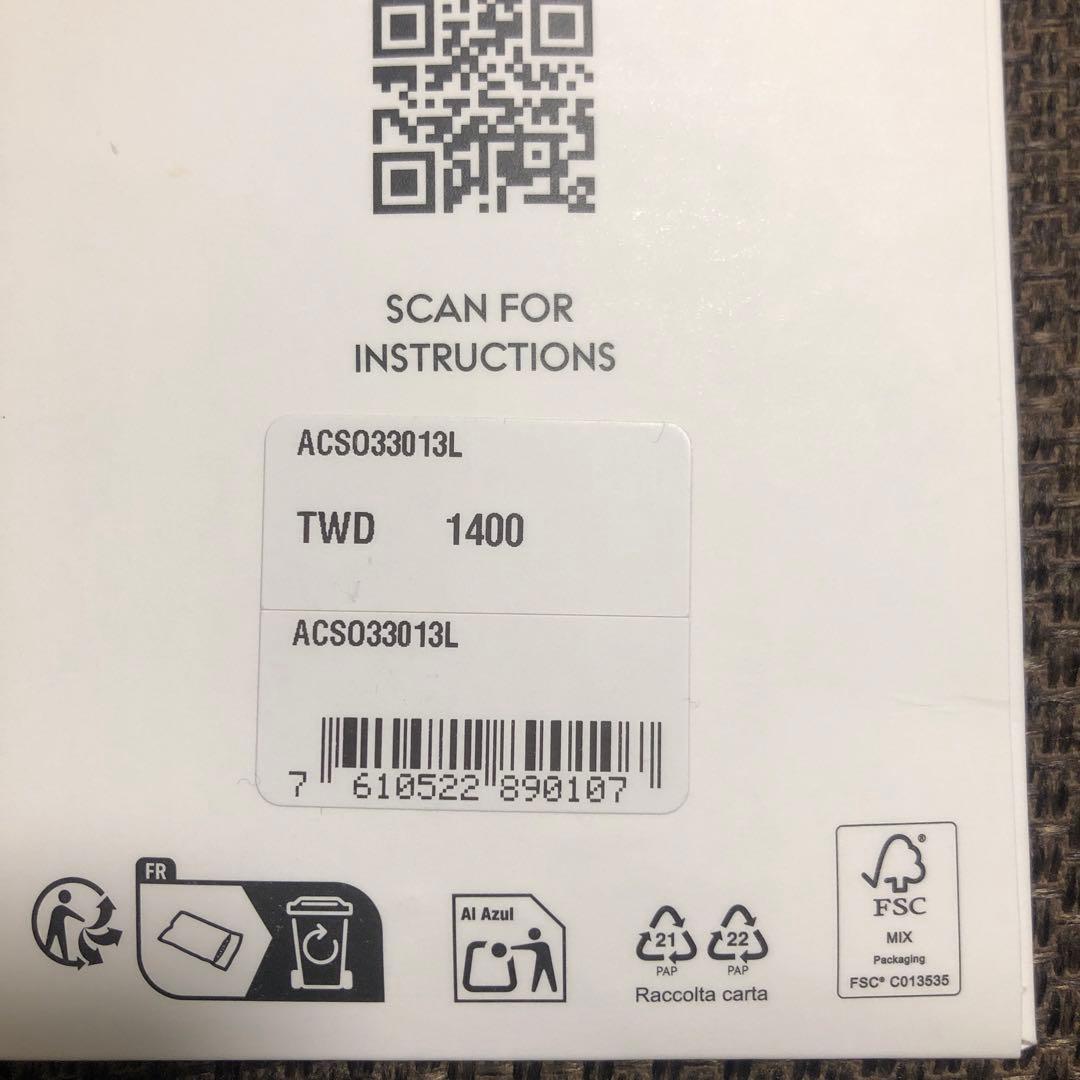 SCAN FOR
INSTRUCTIONS
ACSO33013L
TWD 1400
ACSO33013L
7 610522 890107
FR
Al Azul
21
PAP
22
PAP
Raccolta carta
®
FSC
MIX
Packaging
FSC® C013535